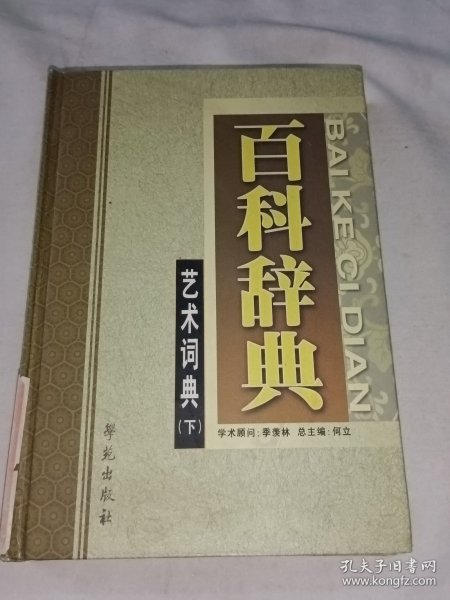 百科辞典
BAI KE CI DIAN
艺术词典(下)
学术顾问:季羡林 总主编:何立
學苑出版社
孔夫子旧书网
www.kongfz.com